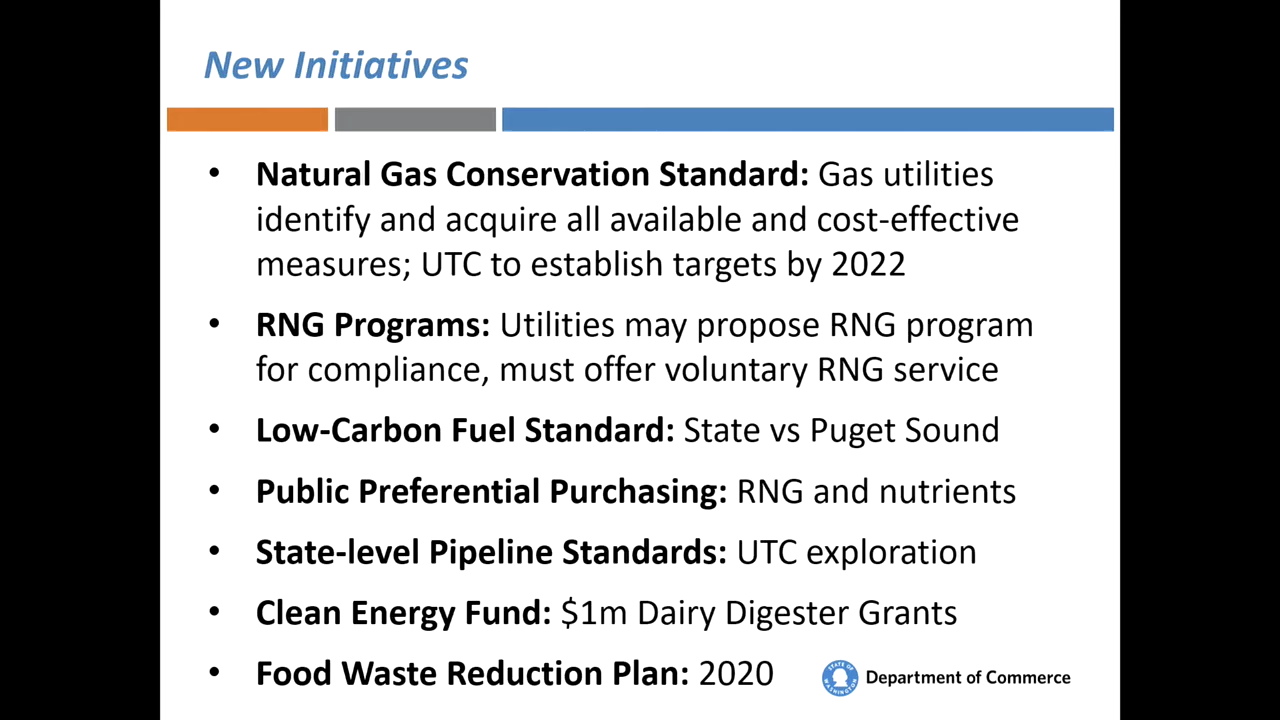 New Initiatives
• Natural Gas Conservation Standard: Gas utilities
identify and acquire all available and cost-effective
measures; UTC to establish targets by 2022
• RNG Programs: Utilities may propose RNG program
for compliance, must offer voluntary RNG service
• Low-Carbon Fuel Standard: State vs Puget Sound
• Public Preferential Purchasing: RNG and nutrients
• State-level Pipeline Standards: UTC exploration
• Clean Energy Fund: $1m Dairy Digester Grants
• Food Waste Reduction Plan: 2020
STATE OF WASHINGTON
Department of Commerce